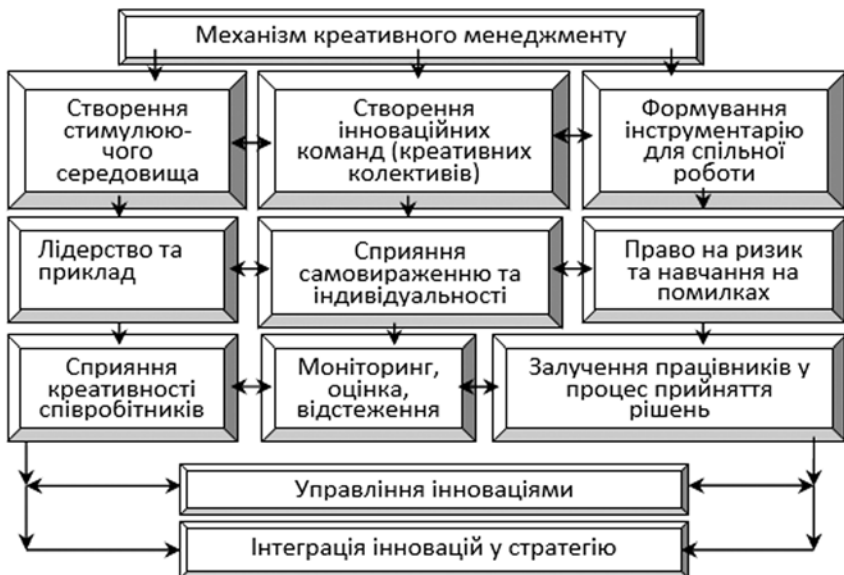 Механізм креативного менеджменту
Створення
стимулюю-
чого
середовища
Створення
інноваційних
команд (креативних
колективів)
Формування
інструментарію
для спільної
роботи
Лідерство та
приклад
Сприяння
самовираженню та
індивідуальності
Право на ризик
та навчання на
помилках
Сприяння
креативності
співробітників
Моніторинг,
оцінка,
відстеження
Залучення працівників у
процес прийняття
рішень
Управління інноваціями
Інтеграція інновацій у стратегію